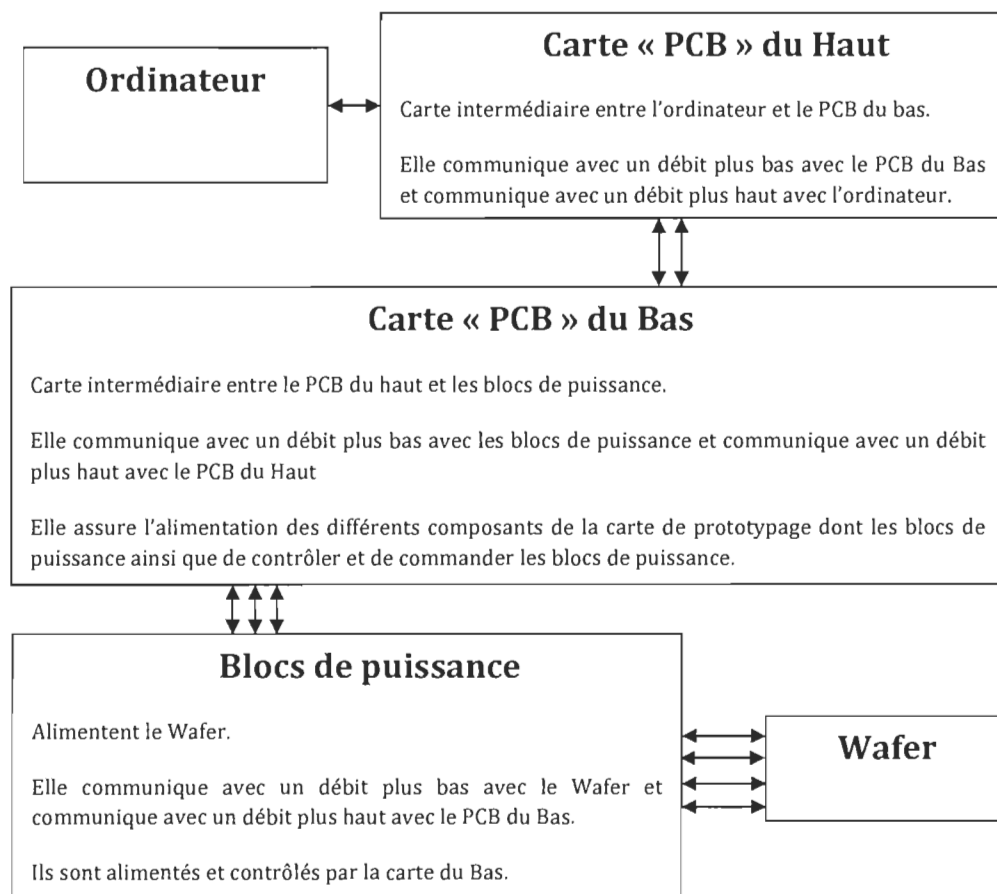 Ordinateur
Carte « PCB » du Haut
Carte intermédiaire entre l'ordinateur et le PCB du bas.
Elle communique avec un débit plus bas avec le PCB du Bas
et communique avec un débit plus haut avec l'ordinateur.
Carte « PCB » du Bas
Carte intermédiaire entre le PCB du haut et les blocs de puissance.
Elle communique avec un débit plus bas avec les blocs de puissance et communique avec un débit
plus haut avec le PCB du Haut
Elle assure l'alimentation des différents composants de la carte de prototypage dont les blocs de
puissance ainsi que de contrôler et de commander les blocs de puissance.
Blocs de puissance
Alimentent le Wafer.
Elle communique avec un débit plus bas avec le Wafer et
communique avec un débit plus haut avec le PCB du Bas.
Ils sont alimentés et contrôlés par la carte du Bas.
Wafer